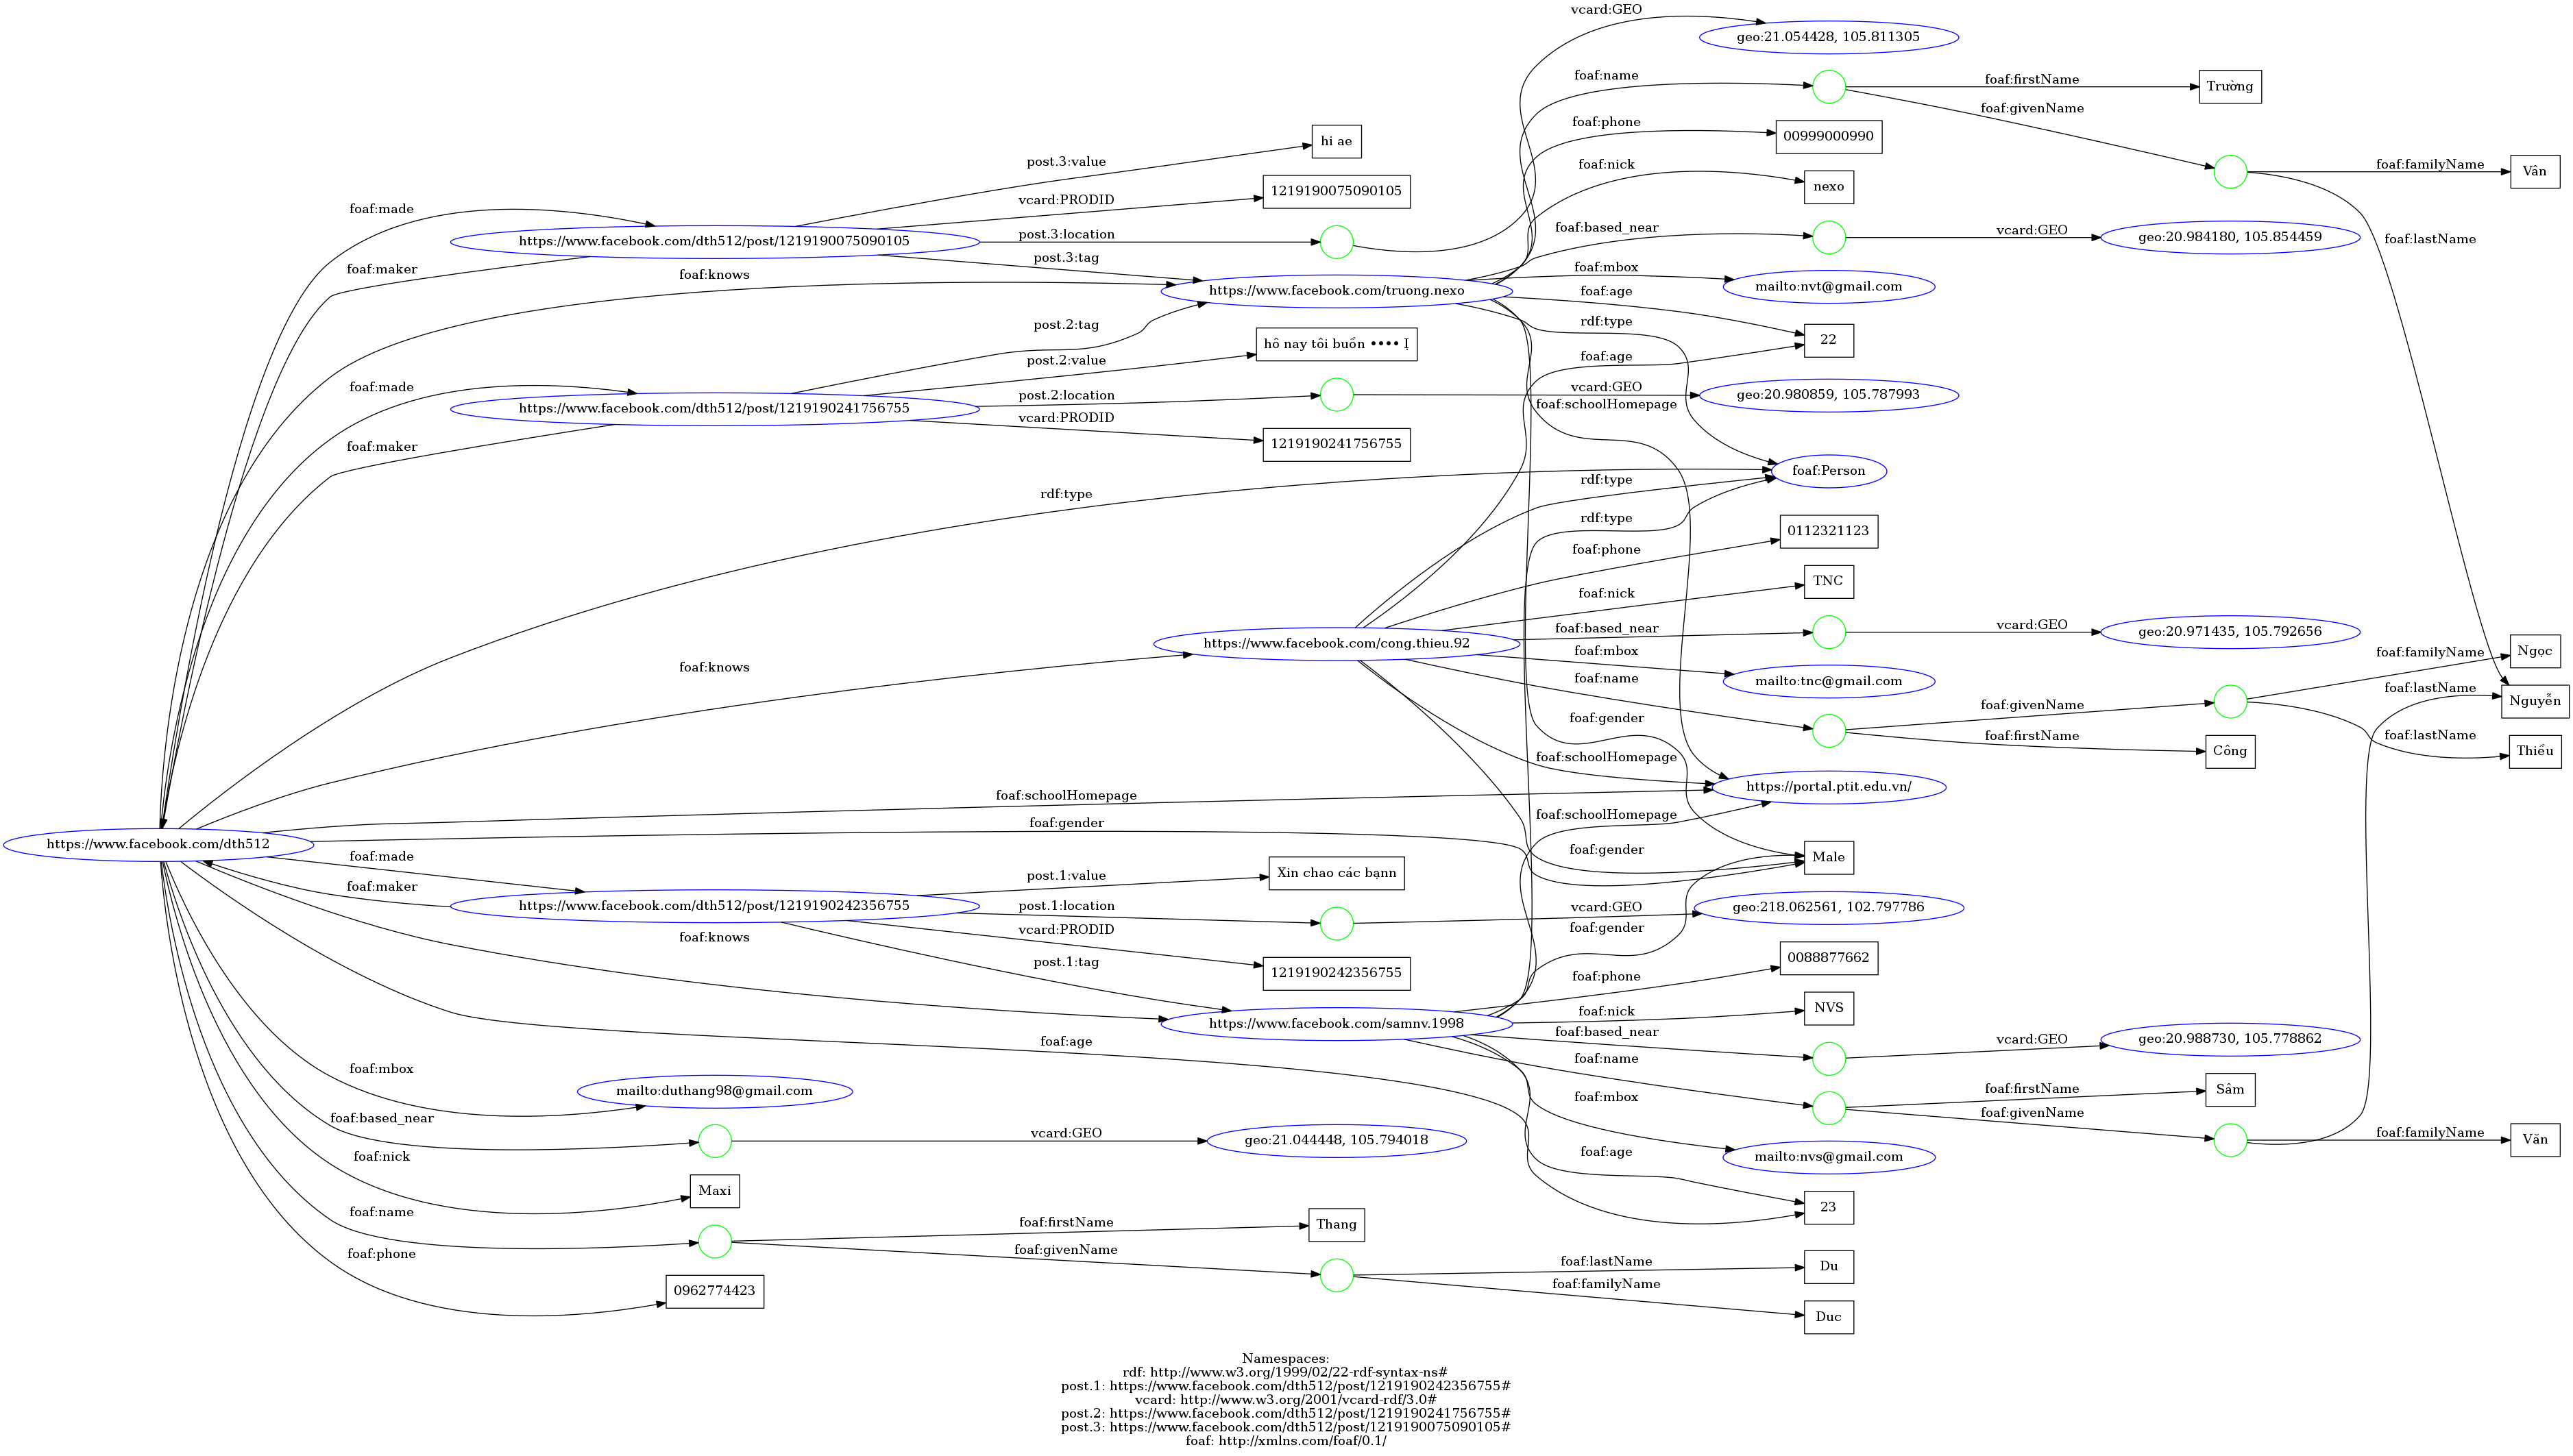 vcard:GEO
geo:21.054428, 105.811305
foaf:name
foaf:firstName
Trường
foaf:givenName
foaf:phone
00999000990
hi ae
post.3:value
foaf:nick
nexo
foaf:familyName
Vân
vcard:PRODID
1219190075090105
foaf:made
https://www.facebook.com/dth512/post/1219190075090105
post.3:location
foaf:based_near
vcard:GEO
geo:20.984180, 105.854459
foaf:lastName
foaf:maker
foaf:knows
post.3:tag
https://www.facebook.com/truong.nexo
foaf:mbox
mailto:nvt@gmail.com
foaf:age
post.2:tag
rdf:type
22
hô nay tôi buồn •••• Ị
post.2:value
foaf:age
foaf:made
https://www.facebook.com/dth512/post/1219190241756755
post.2:location
vcard:GEO
geo:20.980859, 105.787993
foaf:schoolHomepage
vcard:PRODID
1219190241756755
foaf:maker
rdf:type
rdf:type
foaf:Person
rdf:type
0112321123
foaf:phone
foaf:nick
TNC
foaf:based_near
vcard:GEO
geo:20.971435, 105.792656
https://www.facebook.com/cong.thieu.92
foaf:knows
foaf:mbox
mailto:tnc@gmail.com
foaf:familyName
Ngọc
foaf:name
foaf:givenName
foaf:lastName
Nguyễn
foaf:gender
foaf:firstName
Công
foaf:lastName
Thiều
foaf:schoolHomepage
https://portal.ptit.edu.vn/
foaf:schoolHomepage
foaf:gender
foaf:schoolHomepage
https://www.facebook.com/dth512
foaf:made
foaf:gender
Male
foaf:maker
post.1:value
Xin chao các bạnn
https://www.facebook.com/dth512/post/1219190242356755
post.1:location
vcard:GEO
geo:218.062561, 102.797786
foaf:knows
vcard:PRODID
foaf:gender
1219190242356755
post.1:tag
foaf:phone
0088877662
foaf:nick
NVS
https://www.facebook.com/samnv.1998
foaf:based_near
vcard:GEO
geo:20.988730, 105.778862
foaf:age
foaf:name
foaf:mbox
mailto:duthang98@gmail.com
foaf:mbox
foaf:firstName
Sâm
foaf:givenName
foaf:based_near
vcard:GEO
geo:21.044448, 105.794018
foaf:familyName
Văn
foaf:nick
foaf:age
mailto:nvs@gmail.com
Maxi
foaf:name
23
foaf:firstName
Thang
foaf:phone
foaf:givenName
foaf:lastName
Du
0962774423
foaf:familyName
Duc
Namespaces:
rdf: http://www.w3.org/1999/02/22-rdf-syntax-ns#
post.1: https://www.facebook.com/dth512/post/1219190242356755#
vcard: http://www.w3.org/2001/vcard-rdf/3.0#
post.2: https://www.facebook.com/dth512/post/1219190241756755#
post.3: https://www.facebook.com/dth512/post/1219190075090105#
foaf: http://xmlns.com/foaf/0.1/